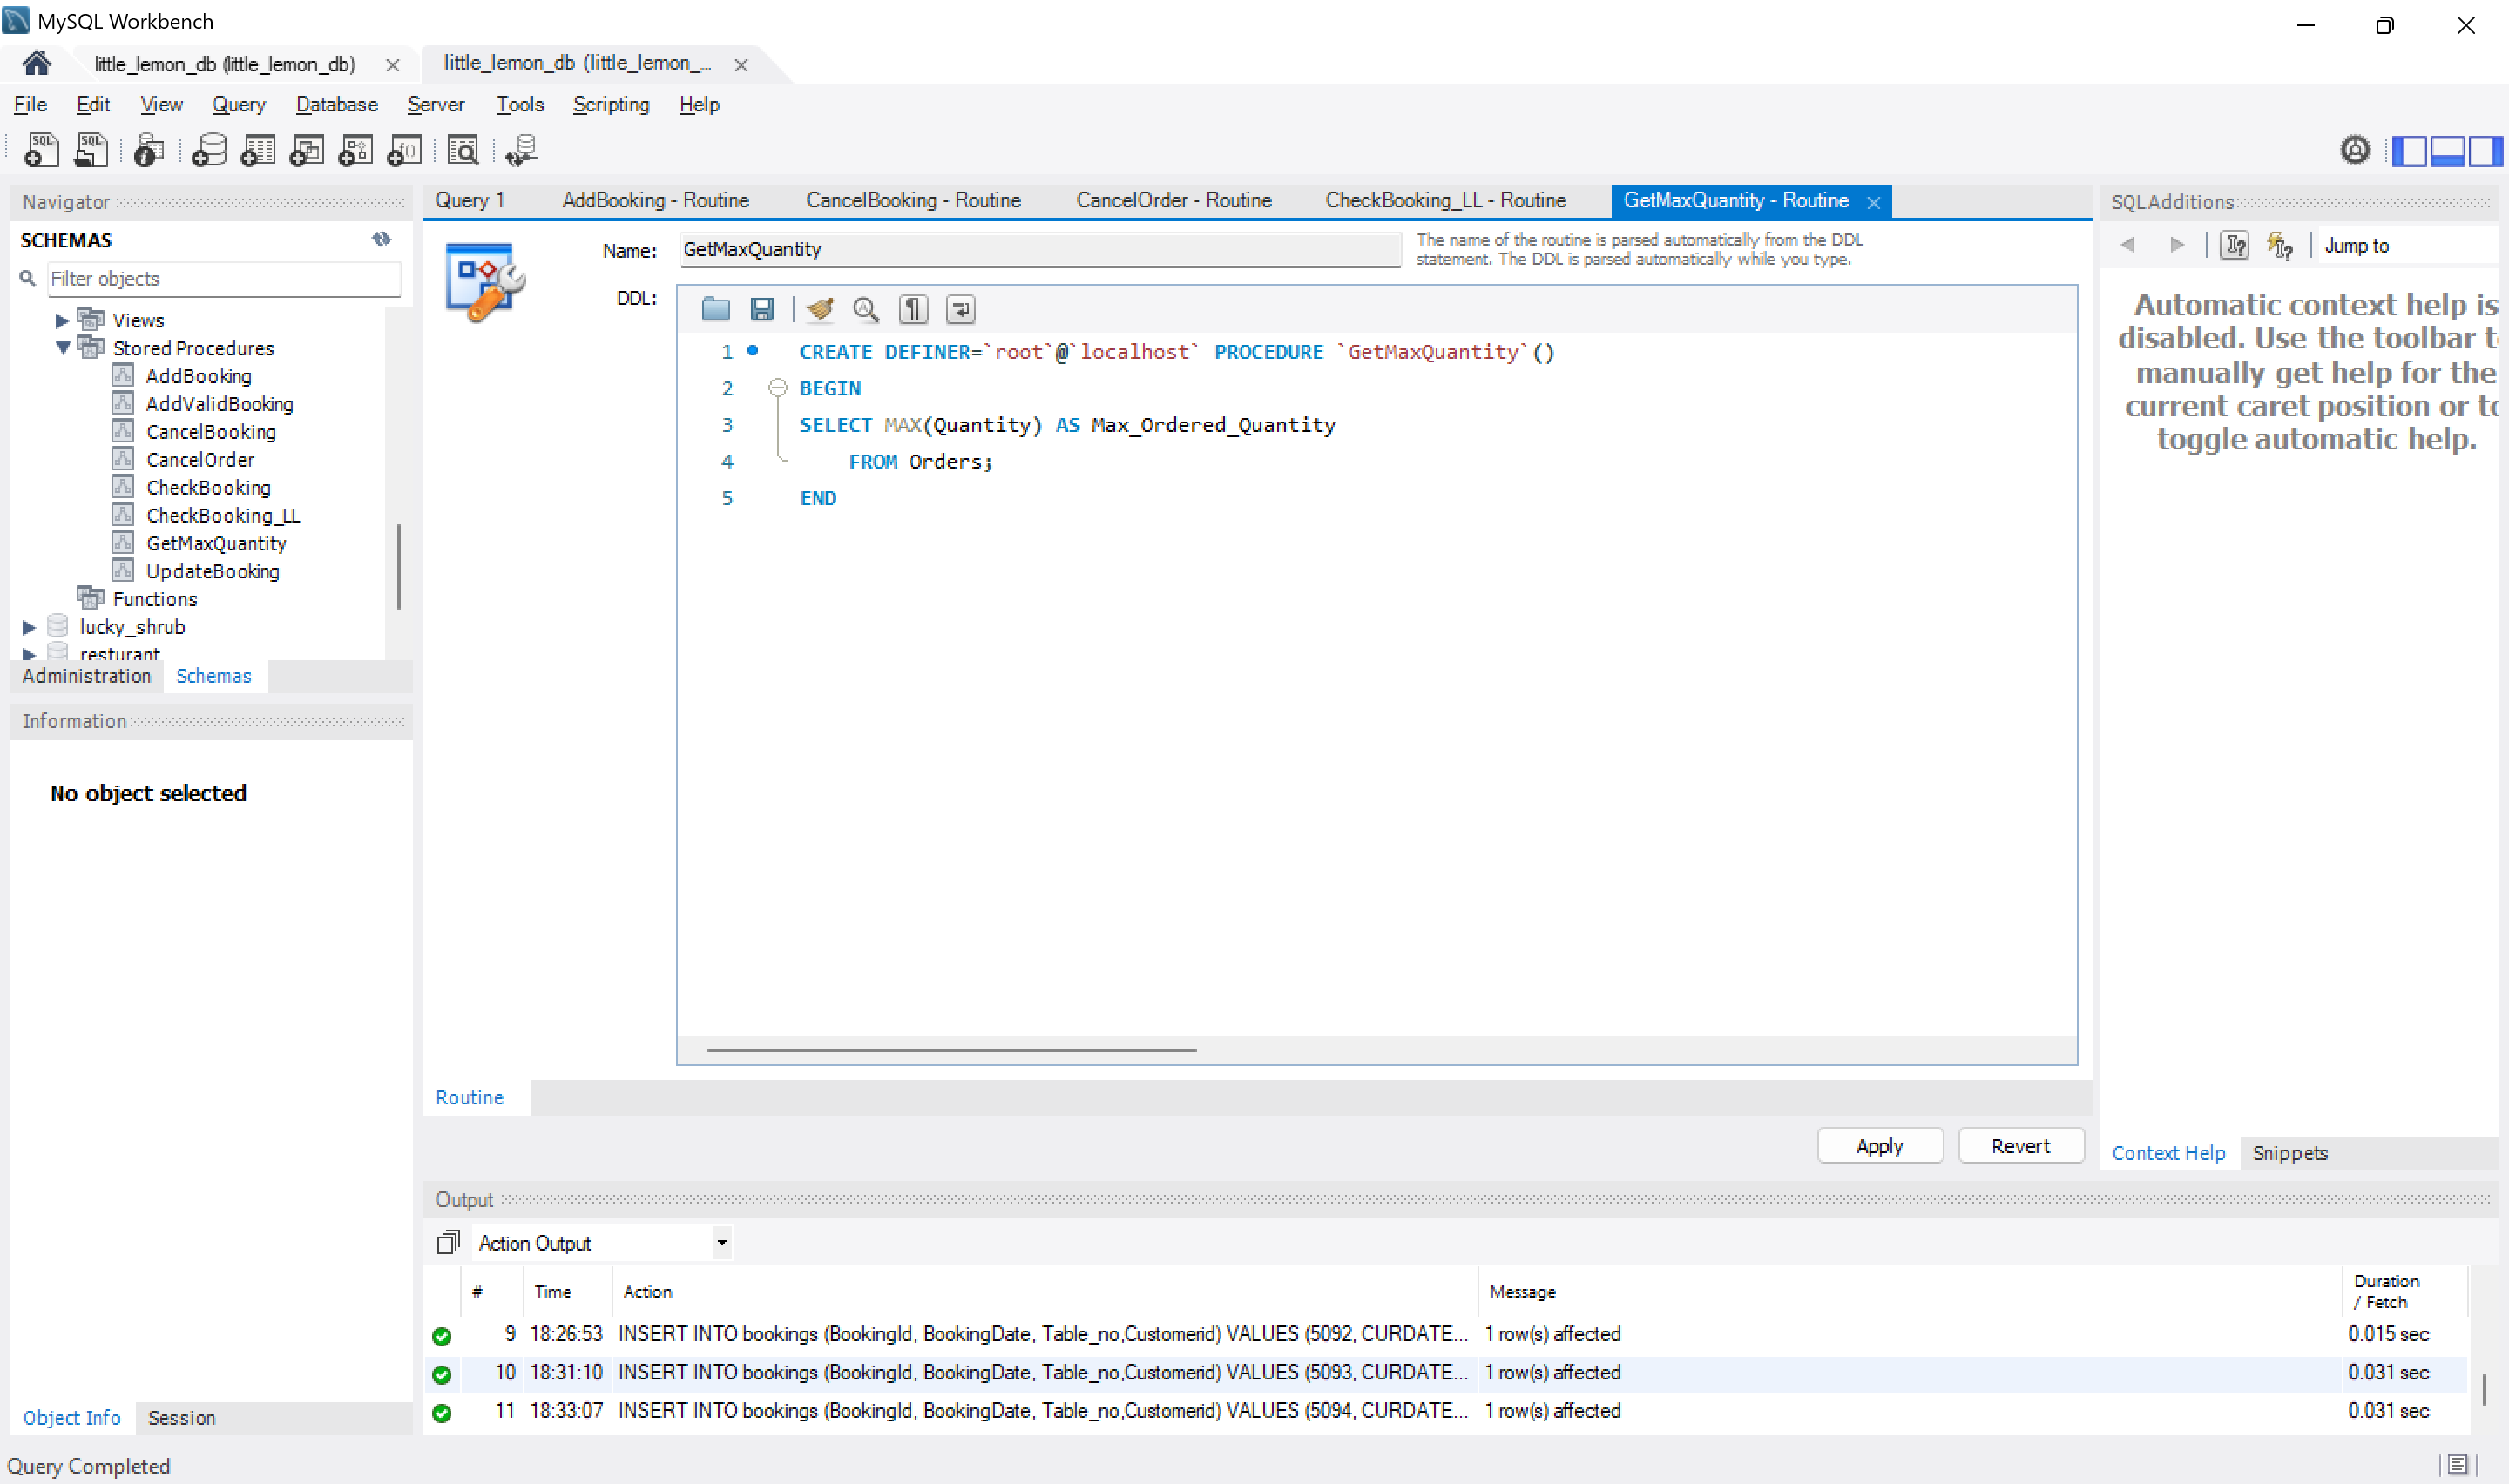 MySQL Workbench
little_lemon_db (little_lemon_db)
little_lemon_db (little_lemon_...
File Edit View Query Database Server Tools Scripting Help
Navigator
SCHEMAS
Filter objects
Views
Stored Procedures
AddBooking
AddValidBooking
CancelBooking
CancelOrder
CheckBooking
CheckBooking_LL
GetMaxQuantity
UpdateBooking
Functions
lucky_shrub
resturant
Administration Schemas
Information
No object selected
Object Info Session
Query 1 AddBooking - Routine CancelBooking - Routine CancelOrder - Routine CheckBooking_LL - Routine GetMaxQuantity - Routine
Name: GetMaxQuantity
The name of the routine is parsed automatically from the DDL
statement. The DDL is parsed automatically while you type.
DDL:
1 CREATE DEFINER=`root`@`localhost` PROCEDURE `GetMaxQuantity`()
2 BEGIN
3 SELECT MAX(Quantity) AS Max_Ordered_Quantity
4 FROM Orders;
5 END
Routine
Apply Revert
SQLAdditions
Jump to
Automatic context help is
disabled. Use the toolbar t
manually get help for the
current caret position or to
toggle automatic help.
Context Help Snippets
Output
Action Output
# Time Action Message Duration / Fetch
9 18:26:53 INSERT INTO bookings (BookingId, BookingDate, Table_no,Customerid) VALUES (5092, CURDATE... 1 row(s) affected 0.015 sec
10 18:31:10 INSERT INTO bookings (BookingId, BookingDate, Table_no,Customerid) VALUES (5093, CURDATE... 1 row(s) affected 0.031 sec
11 18:33:07 INSERT INTO bookings (BookingId, BookingDate, Table_no,Customerid) VALUES (5094, CURDATE... 1 row(s) affected 0.031 sec
Query Completed